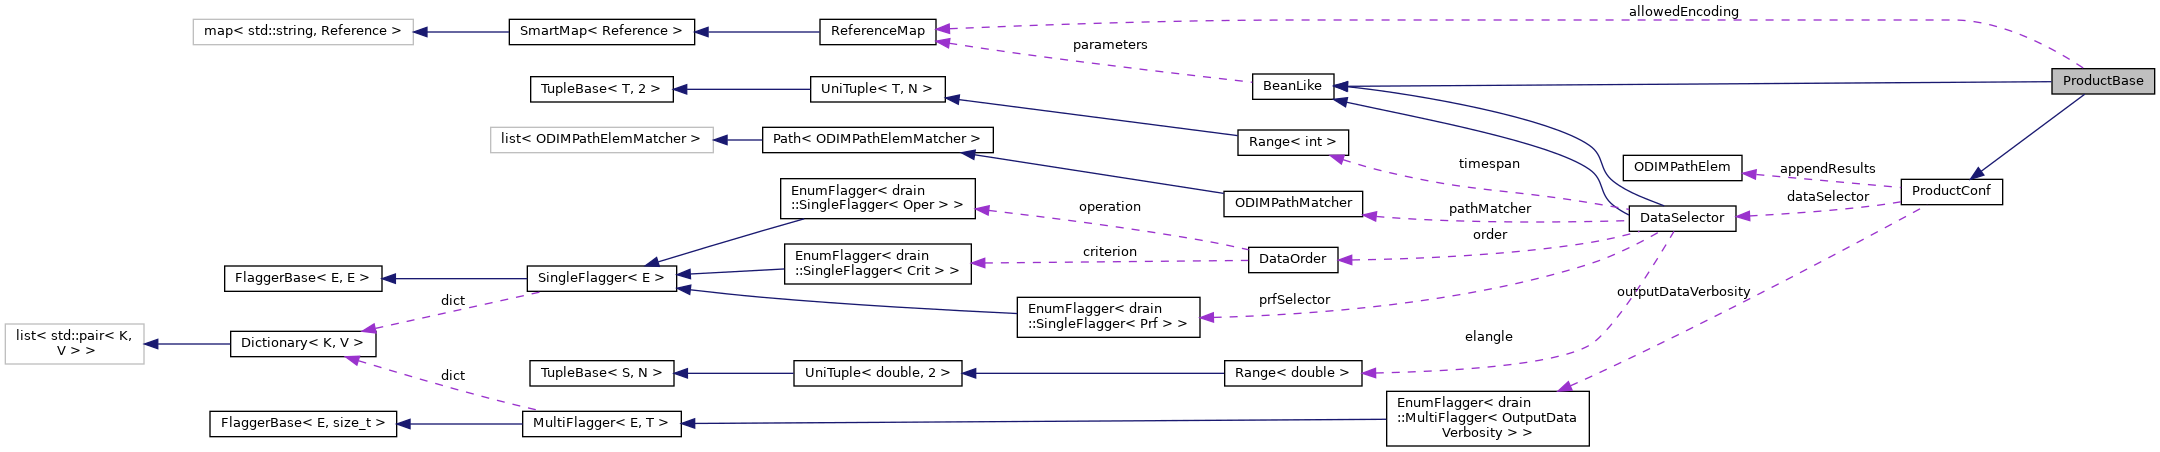 allowedEncoding
map< std::string, Reference >
SmartMap< Reference >
ReferenceMap
parameters
ProductBase
TupleBase< T, 2 >
UniTuple< T, N >
BeanLike
list< ODIMPathElemMatcher >
Path< ODIMPathElemMatcher >
Range< int >
timespan
ODIMPathElem
appendResults
ProductConf
EnumFlagger< drain
::SingleFlagger< Oper > >
operation
ODIMPathMatcher
pathMatcher
dataSelector
DataSelector
order
EnumFlagger< drain
::SingleFlagger< Crit > >
criterion
DataOrder
FlaggerBase< E, E >
SingleFlagger< E >
dict
EnumFlagger< drain
::SingleFlagger< Prf > >
prfSelector
outputDataVerbosity
list< std::pair< K,
V > >
Dictionary< K, V >
elangle
dict
TupleBase< S, N >
UniTuple< double, 2 >
Range< double >
FlaggerBase< E, size_t >
MultiFlagger< E, T >
EnumFlagger< drain
::MultiFlagger< OutputData
Verbosity > >